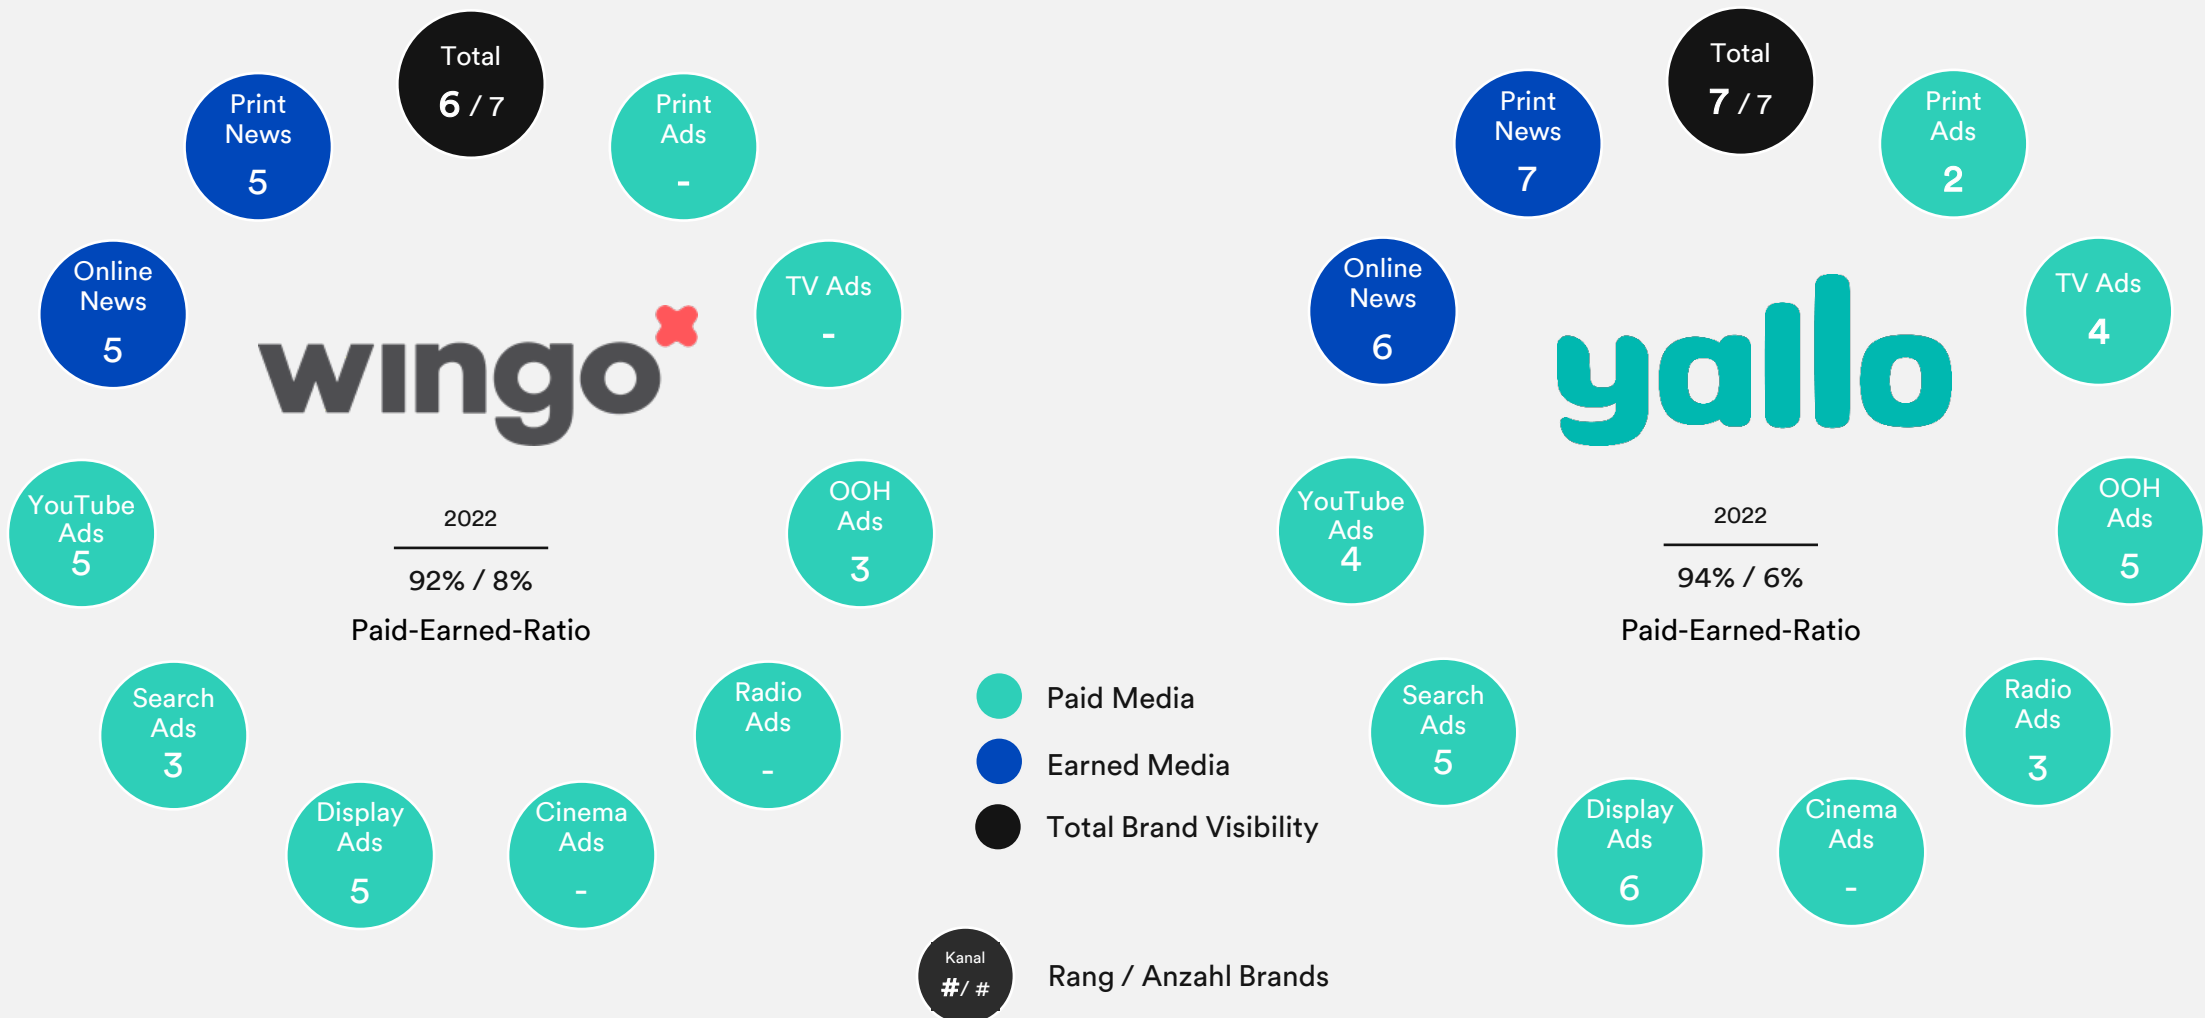 Total
6 / 7
Print
Ads
-
TV Ads
-
OOH
Ads
3
Radio
Ads
-
Cinema
Ads
-
Display
Ads
5
Search
Ads
3
YouTube
Ads
5
Online
News
5
Print
News
5
wingo
2022
92% / 8%
Paid-Earned-Ratio
Paid Media
Earned Media
Total Brand Visibility
Kanal
#/ #
Rang / Anzahl Brands
Total
7 / 7
Print
Ads
2
TV Ads
4
OOH
Ads
5
Radio
Ads
3
Cinema
Ads
-
Display
Ads
6
Search
Ads
5
YouTube
Ads
4
Online
News
6
Print
News
7
yallo
2022
94% / 6%
Paid-Earned-Ratio